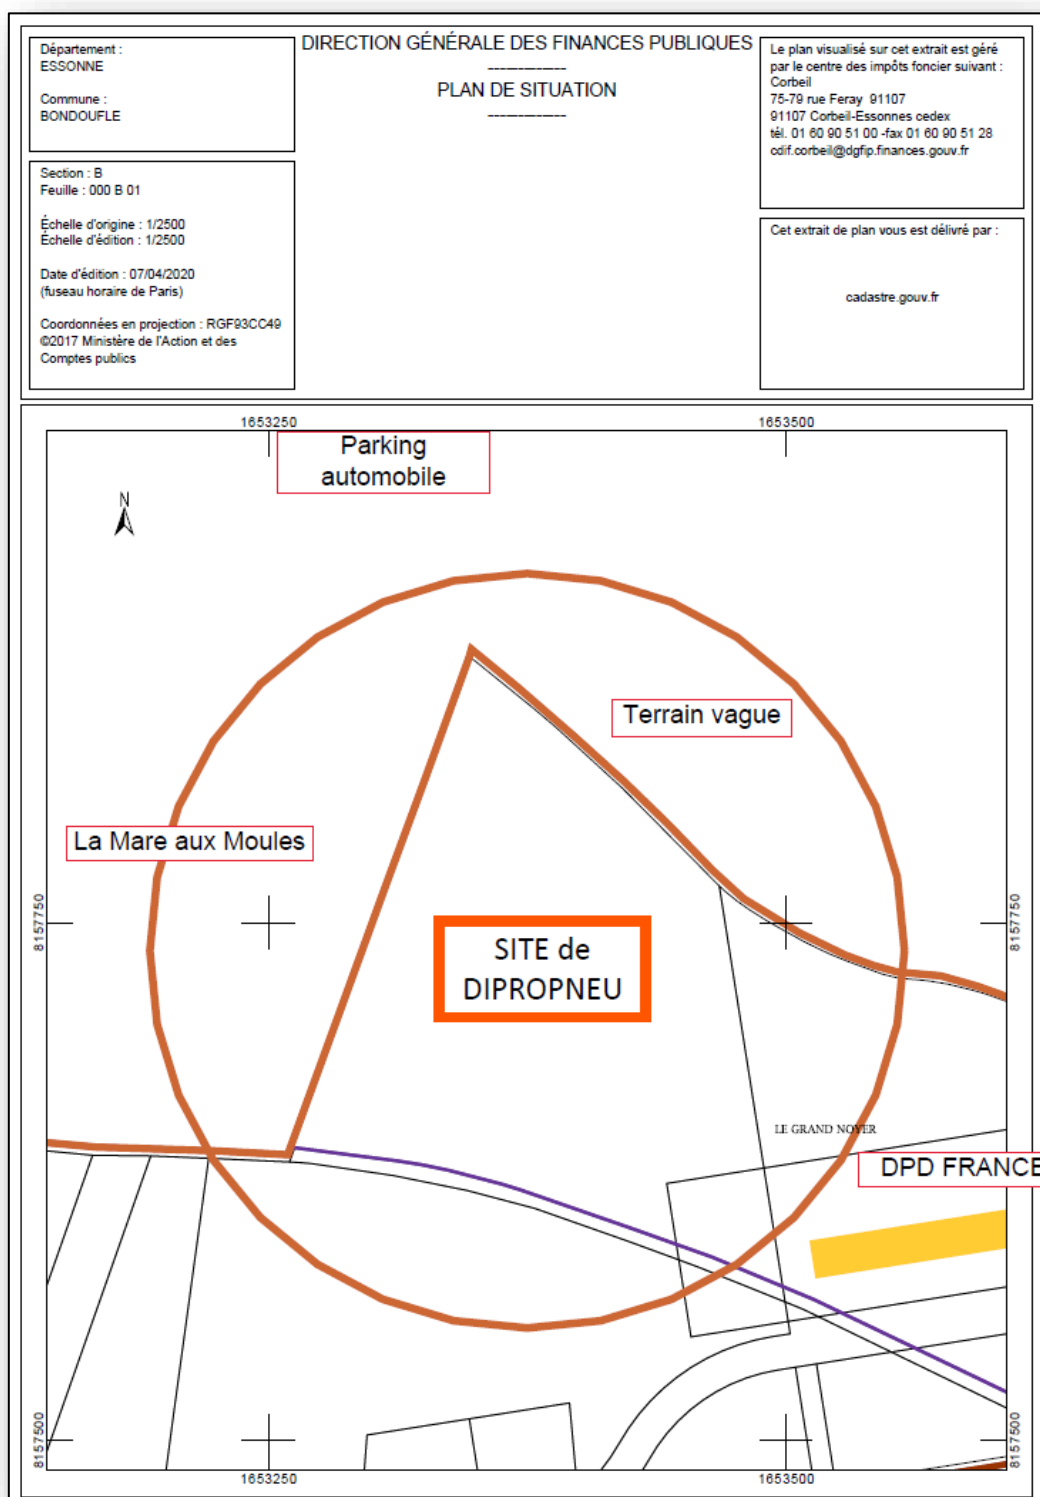 Département :
ESSONNE
Commune :
BONDOUFLE
Section : B
Feuille : 000 B 01
Échelle d'origine : 1/2500
Échelle d'édition : 1/2500
Date d'édition : 07/04/2020
(fuseau horaire de Paris)
Coordonnées en projection : RGF93CC49
©2017 Ministère de l'Action et des
Comptes publics
DIRECTION GÉNÉRALE DES FINANCES PUBLIQUES
-------------
PLAN DE SITUATION
-------------
Le plan visualisé sur cet extrait est géré
par le centre des impôts foncier suivant :
Corbeil
75-79 rue Feray 91107
91107 Corbeil-Essonnes cedex
tél. 01 60 90 51 00 -fax 01 60 90 51 28
cdif.corbeil@dgfip.finances.gouv.fr
Cet extrait de plan vous est délivré par :
cadastre.gouv.fr
1653250
1653500
Parking
automobile
N
Terrain vague
La Mare aux Moules
8157750
8157750
SITE de
DIPROPNEU
LE GRAND NOYER
DPD FRANCE
8157500
8157500
1653250
1653500